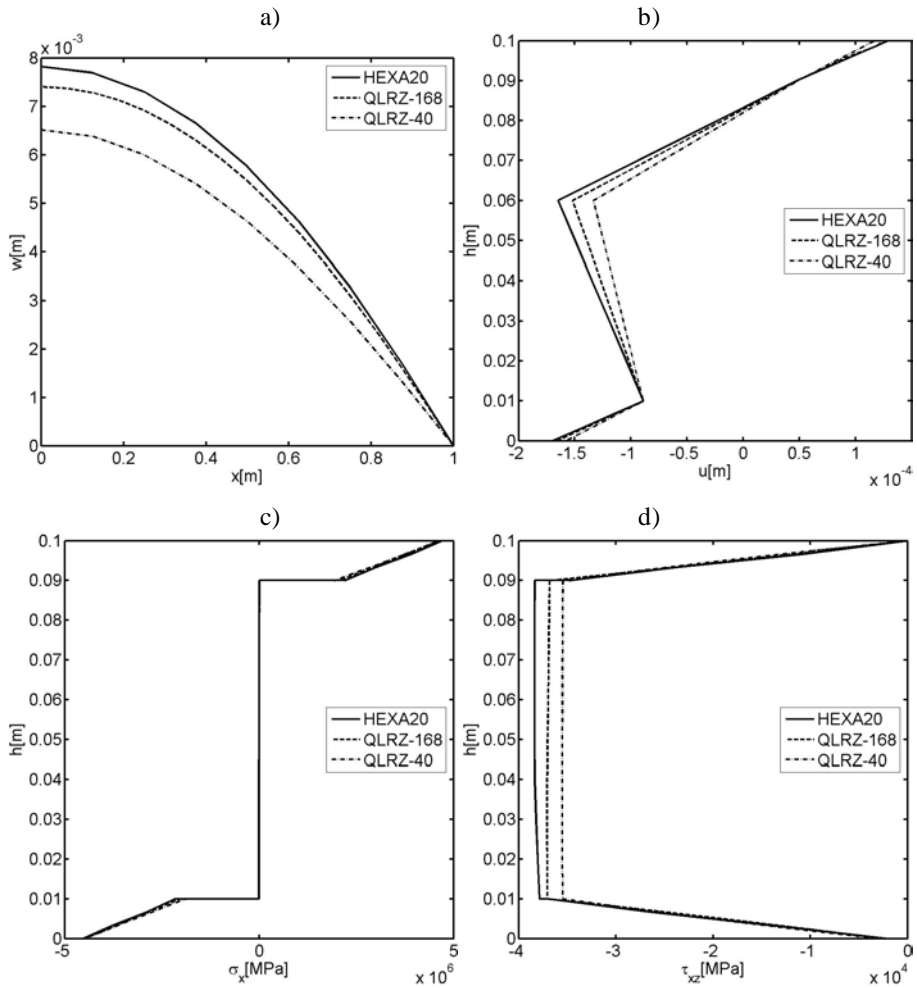 a)
x 10⁻³
8
7
6
5
4
3
2
1
0
w[m]
0 0.2 0.4 0.6 0.8 1
x[m]
HEXA20
QLRZ-168
QLRZ-40
b)
0.1
0.09
0.08
0.07
0.06
0.05
0.04
0.03
0.02
0.01
0
h[m]
-2 -1.5 -1 -0.5 0 0.5 1
u[m]
x 10⁻⁴
HEXA20
QLRZ-168
QLRZ-40
c)
0.1
0.09
0.08
0.07
0.06
0.05
0.04
0.03
0.02
0.01
0
h[m]
-5 0 5
σx[MPa]
x 10⁶
HEXA20
QLRZ-168
QLRZ-40
d)
0.1
0.09
0.08
0.07
0.06
0.05
0.04
0.03
0.02
0.01
0
h[m]
-4 -3 -2 -1 0
τxz[MPa]
x 10⁴
HEXA20
QLRZ-168
QLRZ-40